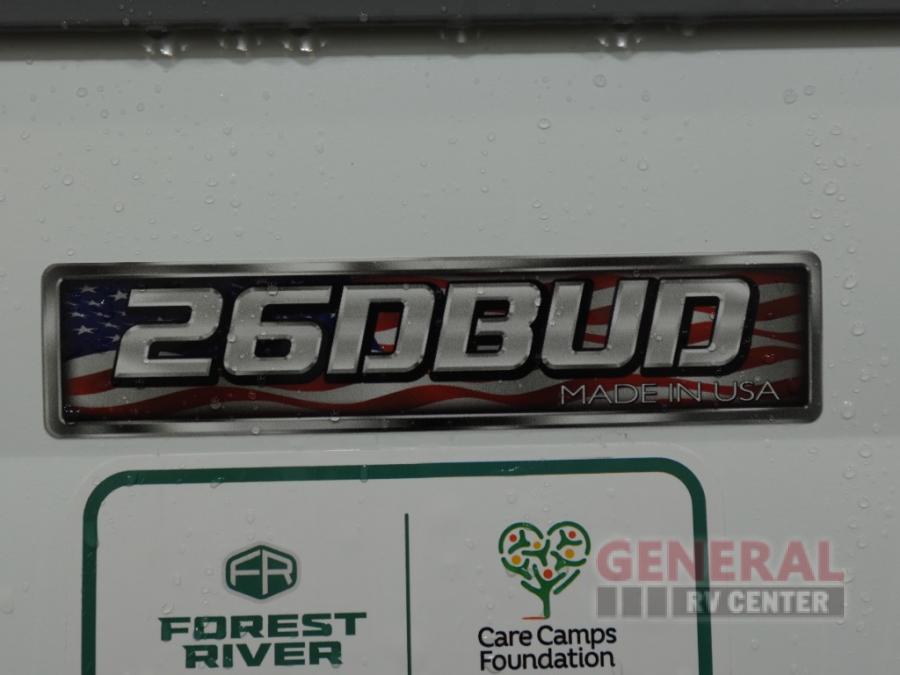 26DBUD
MADE IN USA
FR
FOREST
RIVER
Care Camps
Foundation
GENERAL
RV CENTER